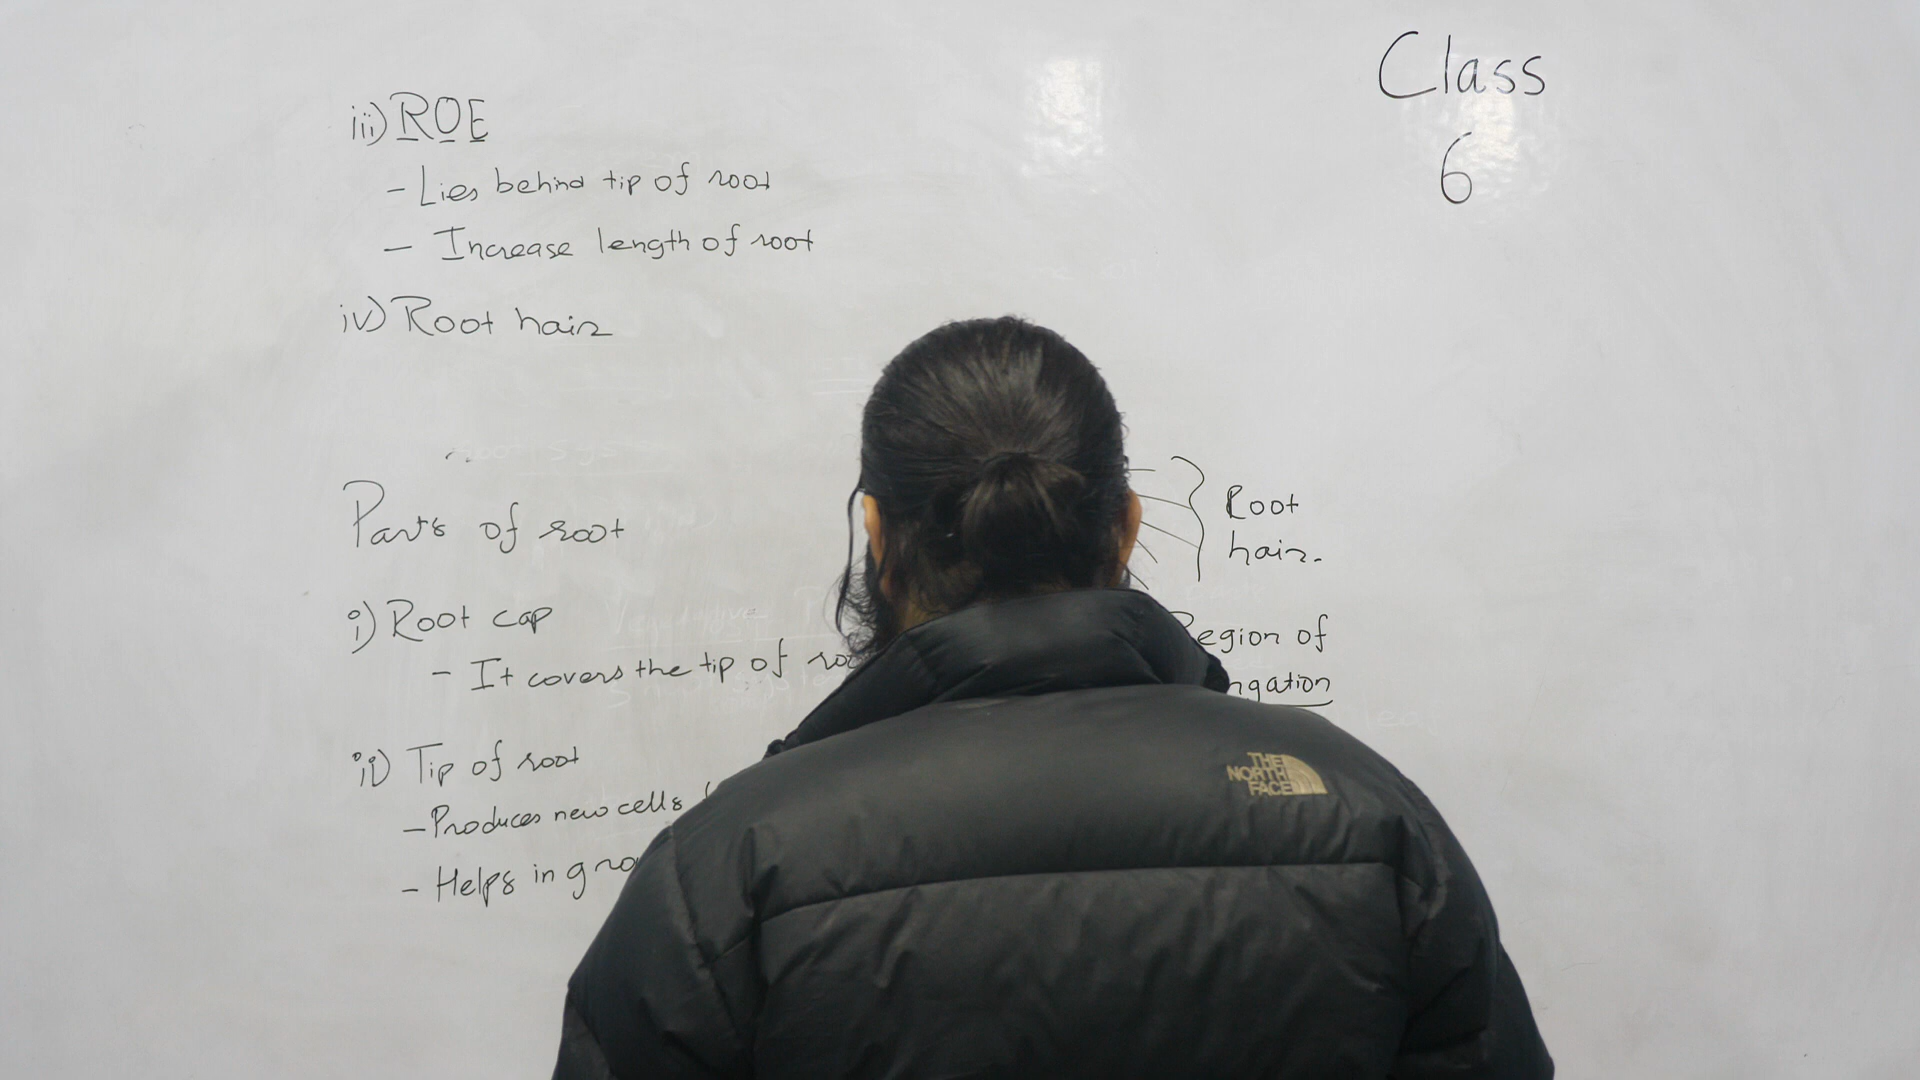 Class
6
iii) ROE
- Lies behind tip of root
- Increase length of root
iv) Root hair
Parts of root
i) Root cap
- It covers the tip of
ii) Tip of root
- Produces new cells
- Helps in
Root
hair.
Region of
THE
NORTH
FACE